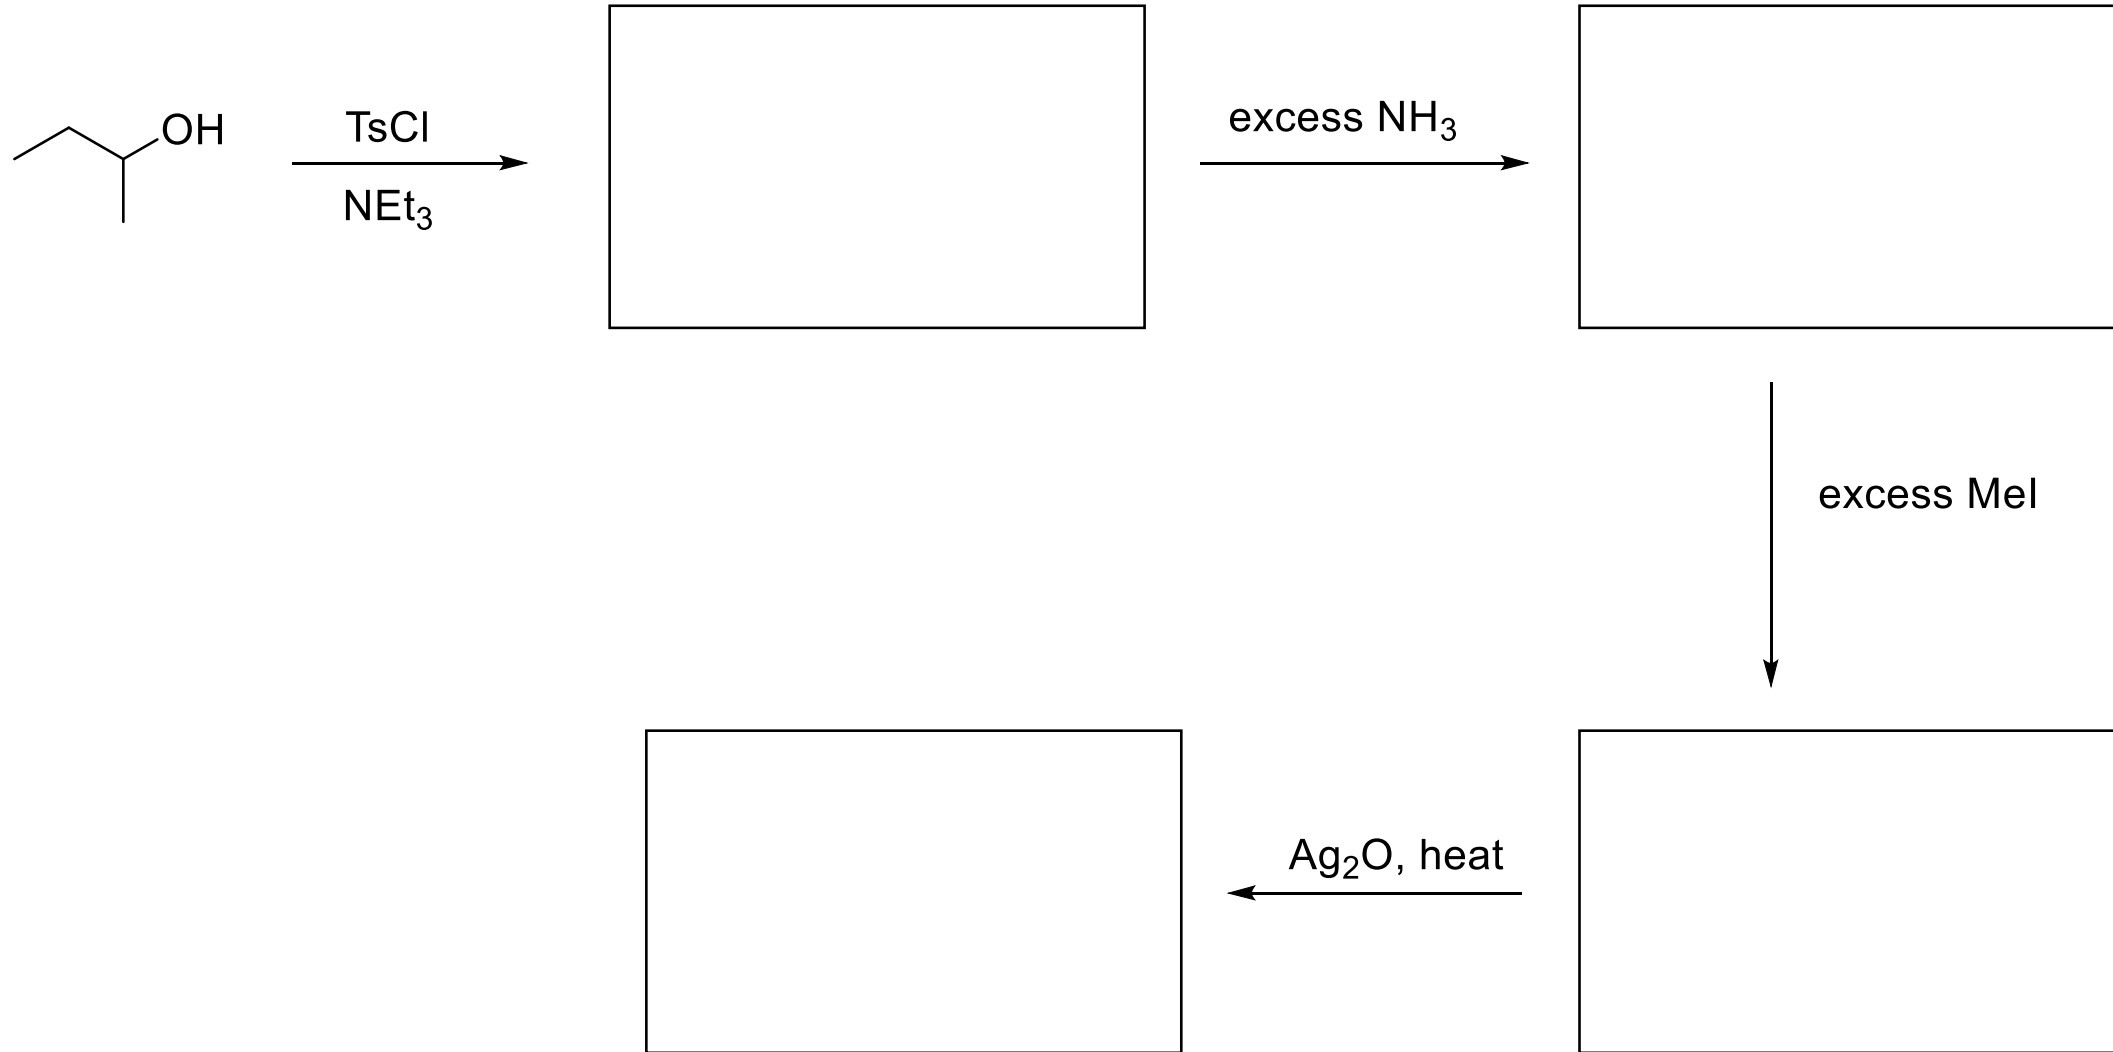 OH
TsCl
NEt3
excess NH3
excess MeI
Ag2O, heat